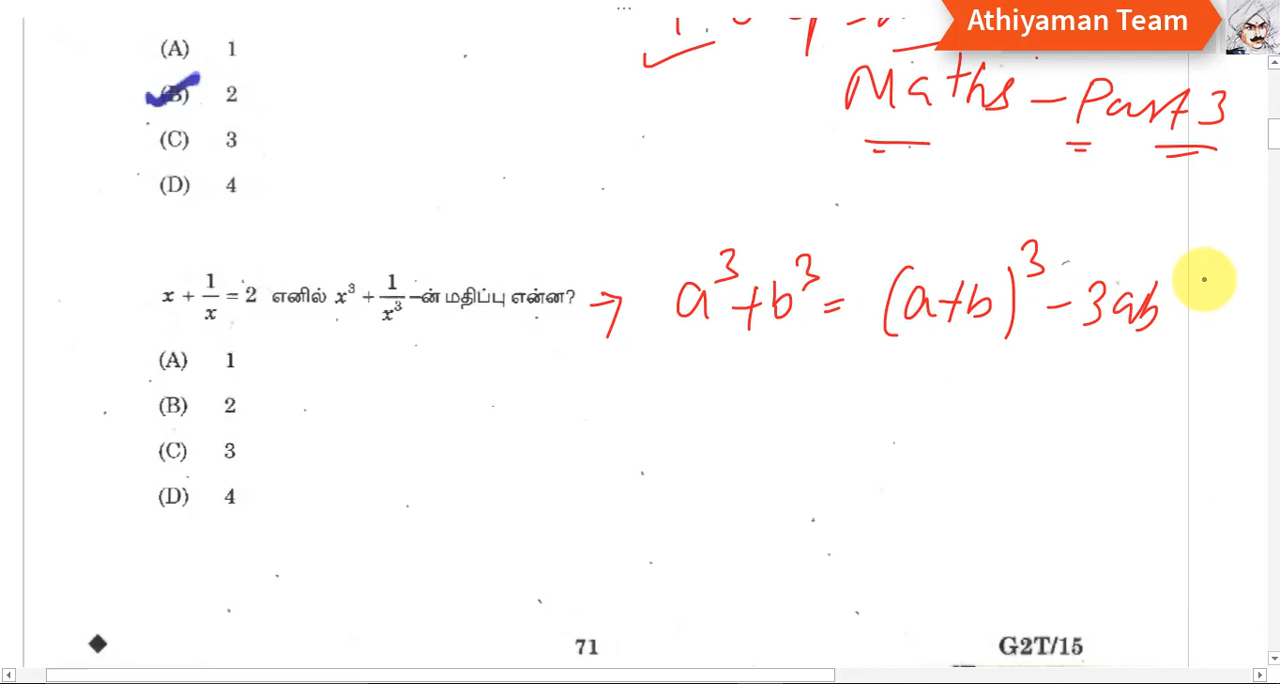 Athiyaman Team
(A) 1
(B) 2
(C) 3
(D) 4
Maths - Part 3
x + 1/x = 2 எனில் x³ + 1/x³ -ன் மதிப்பு என்ன? → a³+b³ = (a+b)³ - 3ab
(A) 1
(B) 2
(C) 3
(D) 4
71
G2T/15